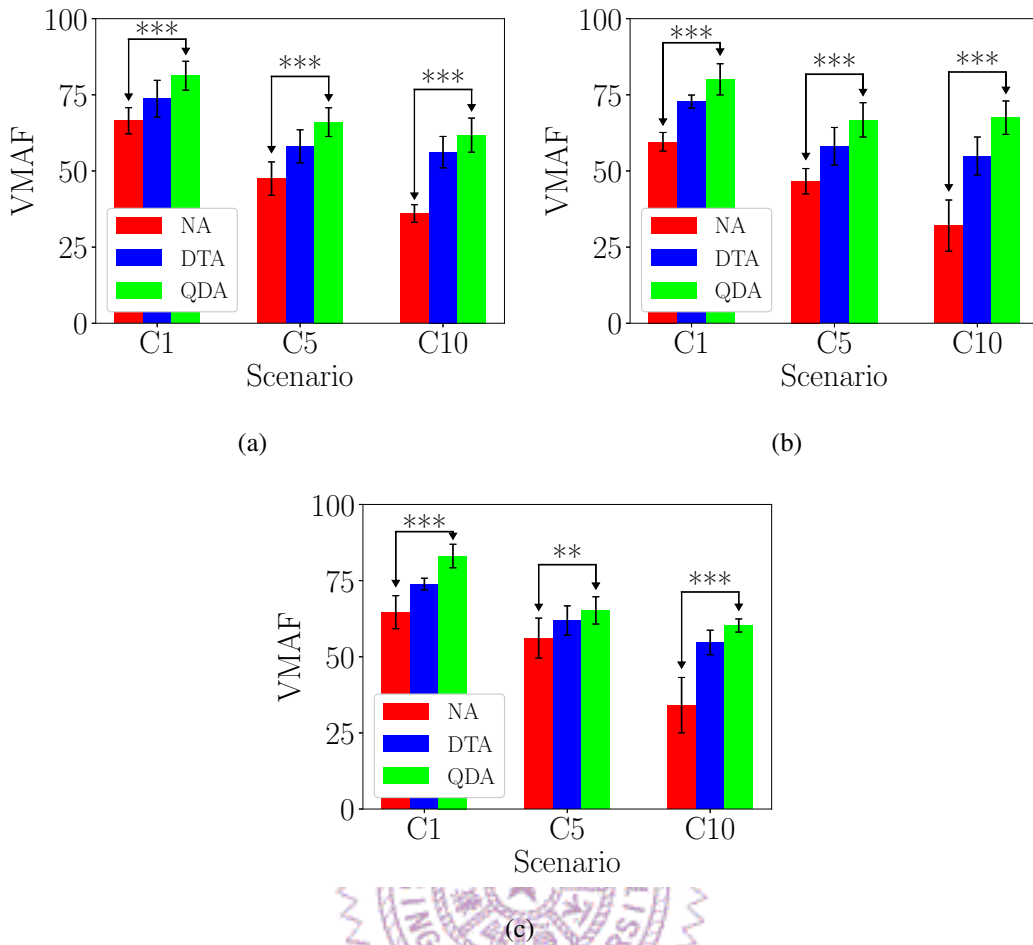 100
75
50
25
0
VMAF
***
***
***
NA
DTA
QDA
C1 C5 C10
Scenario
(a)
100
75
50
25
0
VMAF
***
***
***
NA
DTA
QDA
C1 C5 C10
Scenario
(b)
100
75
50
25
0
VMAF
***
**
***
NA
DTA
QDA
C1 C5 C10
Scenario
(c)